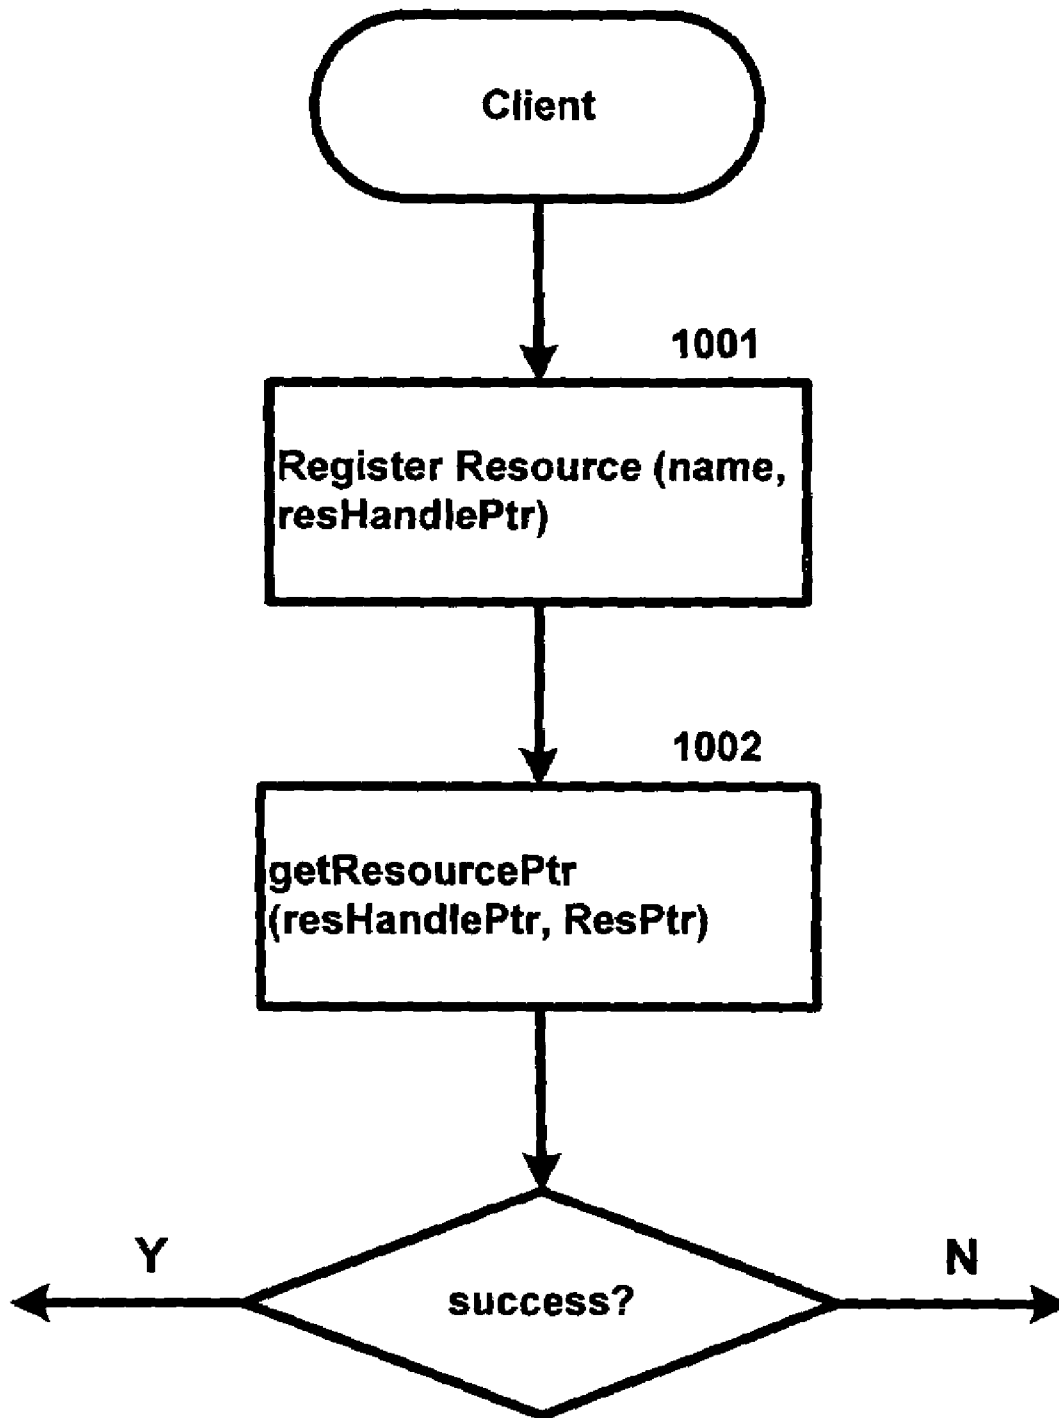 Client
1001
Register Resource (name,
resHandlePtr)
1002
getResourcePtr
(resHandlePtr, ResPtr)
Y
N
success?